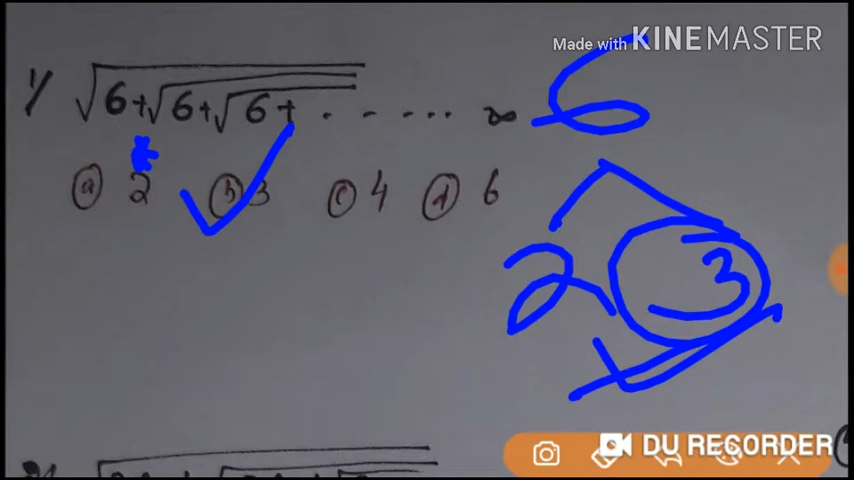 Made with KINEMASTER
1) √6+√6+√6+ . - - . . . ∞ 6
ⓐ 2 ⓑ 3 ⓒ 4 ⓓ 6
2 3
DU RECORDER